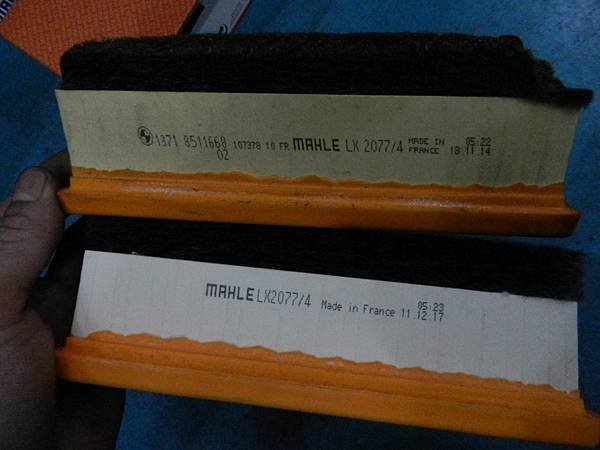 1371 8511668 107378 10 FR MAHLE LX 2077/4 MADE IN 05:22
02 FRANCE 18.11.14
MAHLE LX2077/4 Made in France 05:23
11.12.17